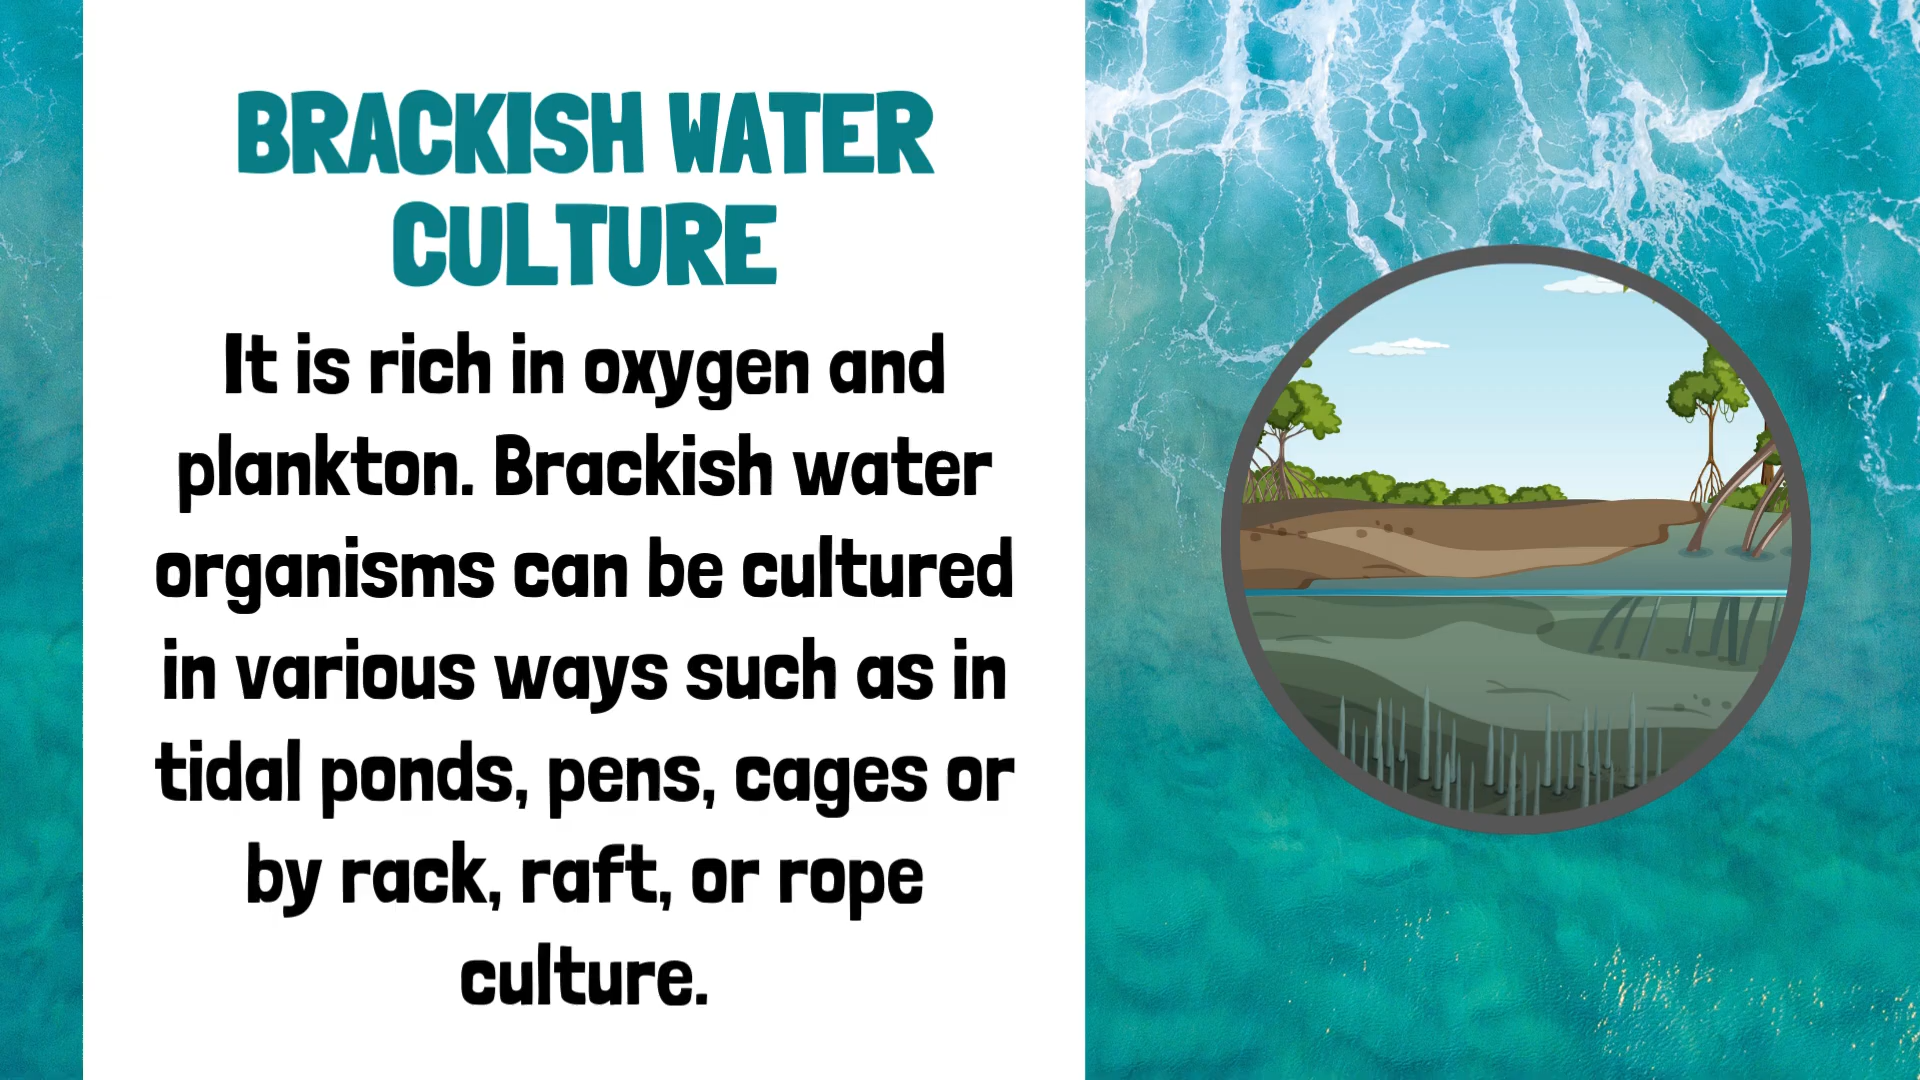 BRACKISH WATER
CULTURE
It is rich in oxygen and
plankton. Brackish water
organisms can be cultured
in various ways such as in
tidal ponds, pens, cages or
by rack, raft, or rope
culture.